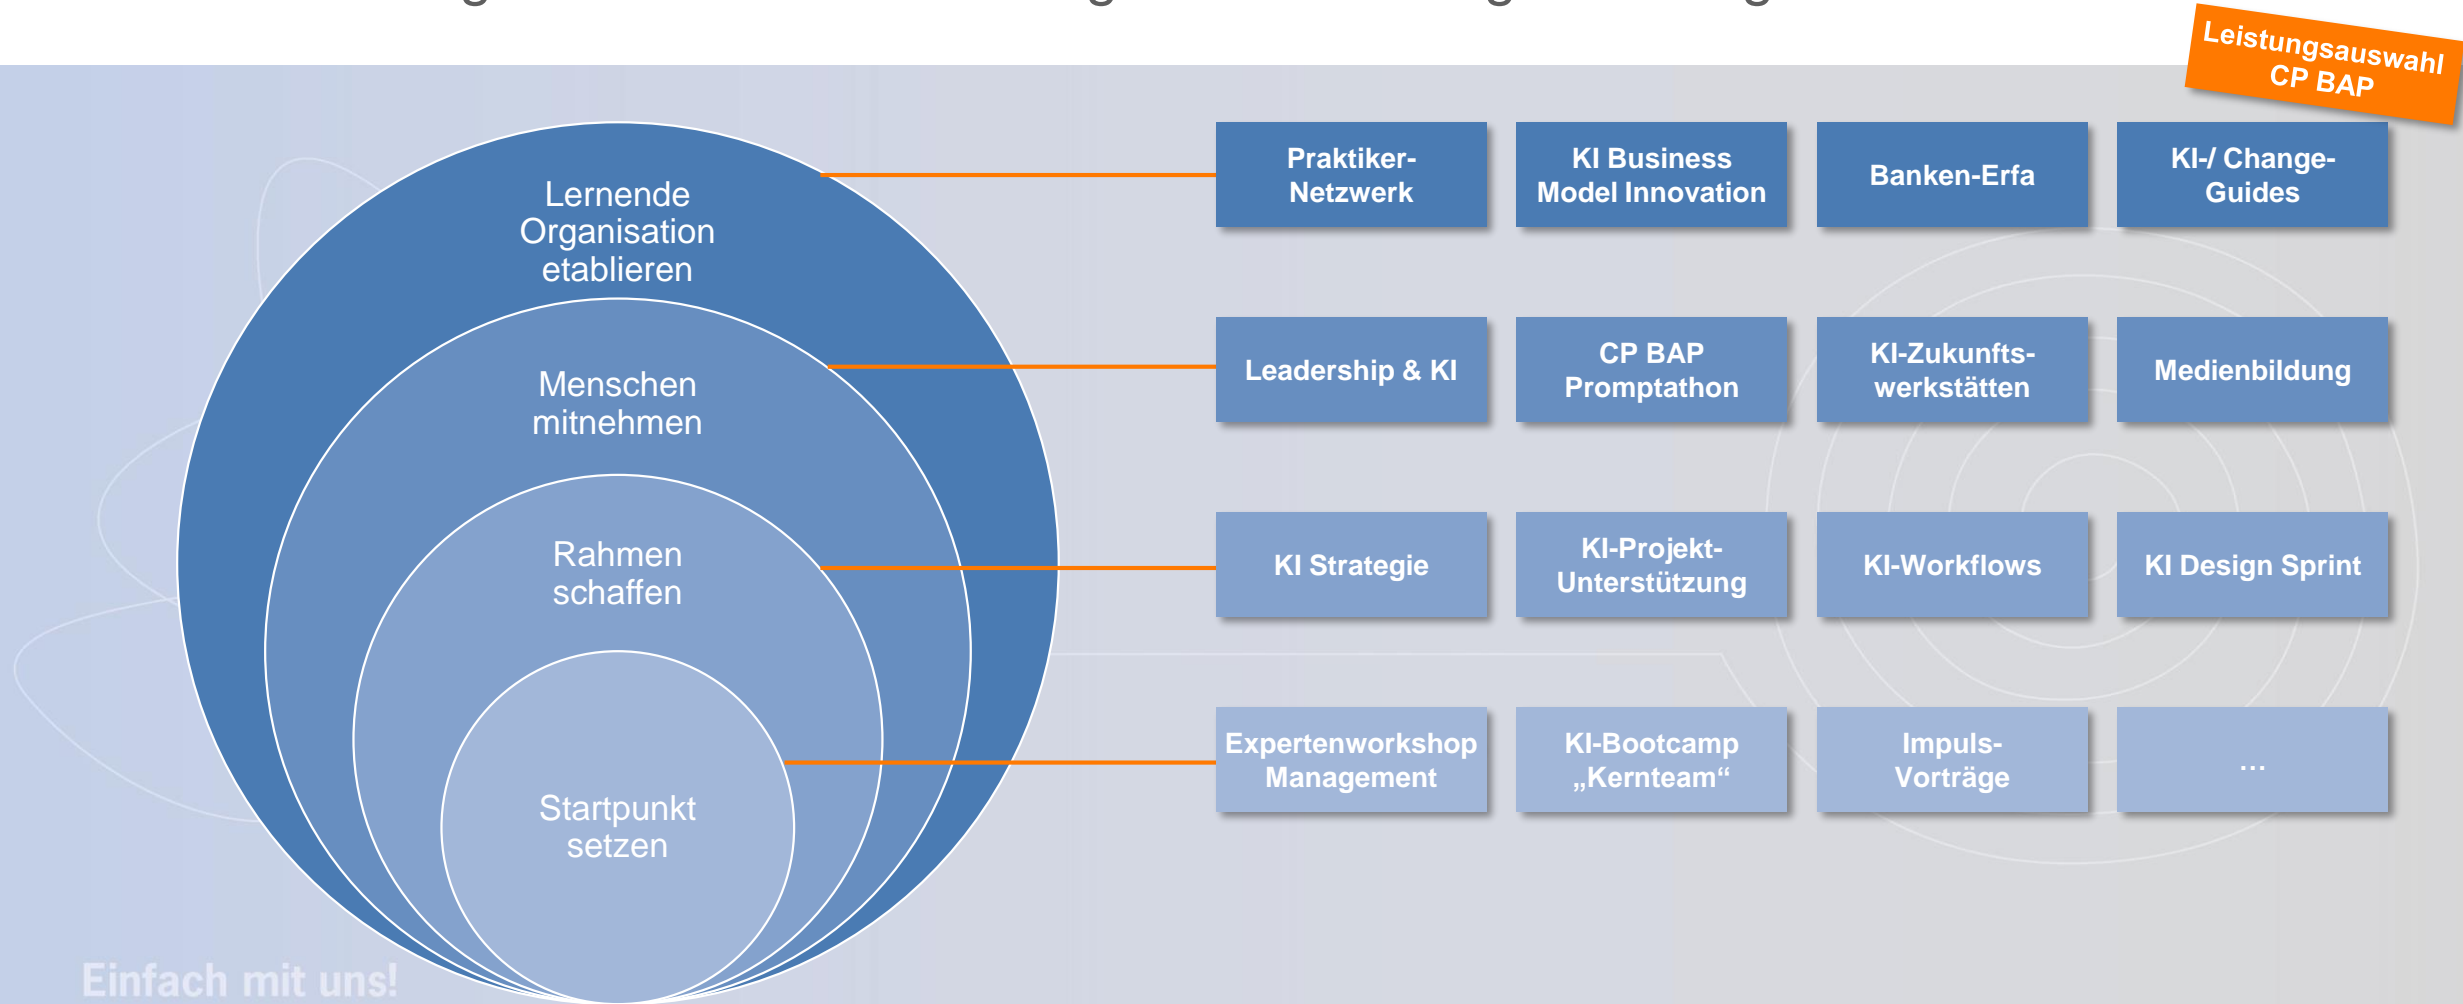 Leistungsauswahl
CP BAP
Lernende
Organisation
etablieren
Praktiker-
Netzwerk
KI Business
Model Innovation
Banken-Erfa
KI-/ Change-
Guides
Menschen
mitnehmen
Leadership & KI
CP BAP
Promptathon
KI-Zukunfts-
werkstätten
Medienbildung
Rahmen
schaffen
KI Strategie
KI-Projekt-
Unterstützung
KI-Workflows
KI Design Sprint
Startpunkt
setzen
Expertenworkshop
Management
KI-Bootcamp
„Kernteam“
Impuls-
Vorträge
...
Einfach mit uns!